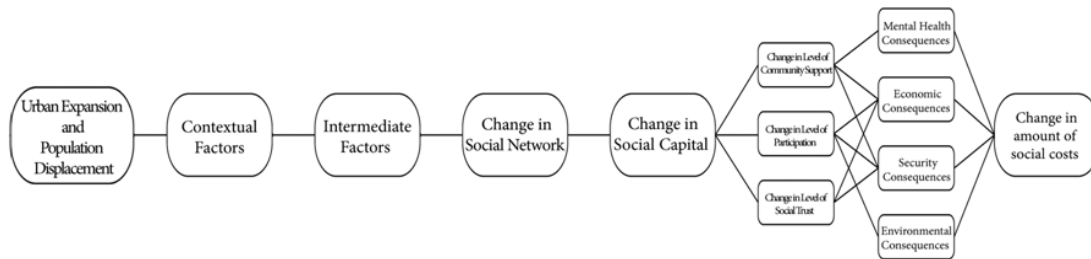 Urban Expansion
and
Population
Displacement
Contextual
Factors
Intermediate
Factors
Change in
Social Network
Change in
Social Capital
Change in Level of
Community Support
Change in Level of
Participation
Change in Level of
Social Trust
Mental Health
Consequences
Economic
Consequences
Security
Consequences
Environmental
Consequences
Change in
amount of
social costs